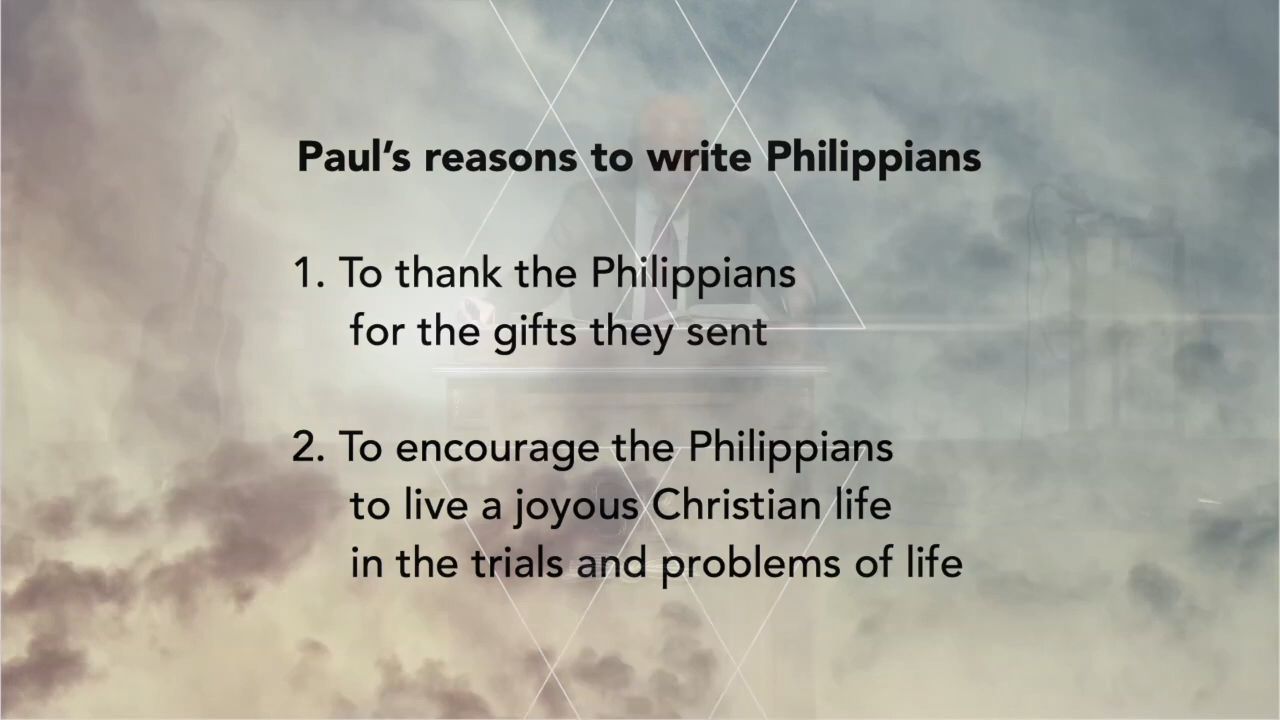 Paul’s reasons to write Philippians
1. To thank the Philippians
for the gifts they sent
2. To encourage the Philippians
to live a joyous Christian life
in the trials and problems of life